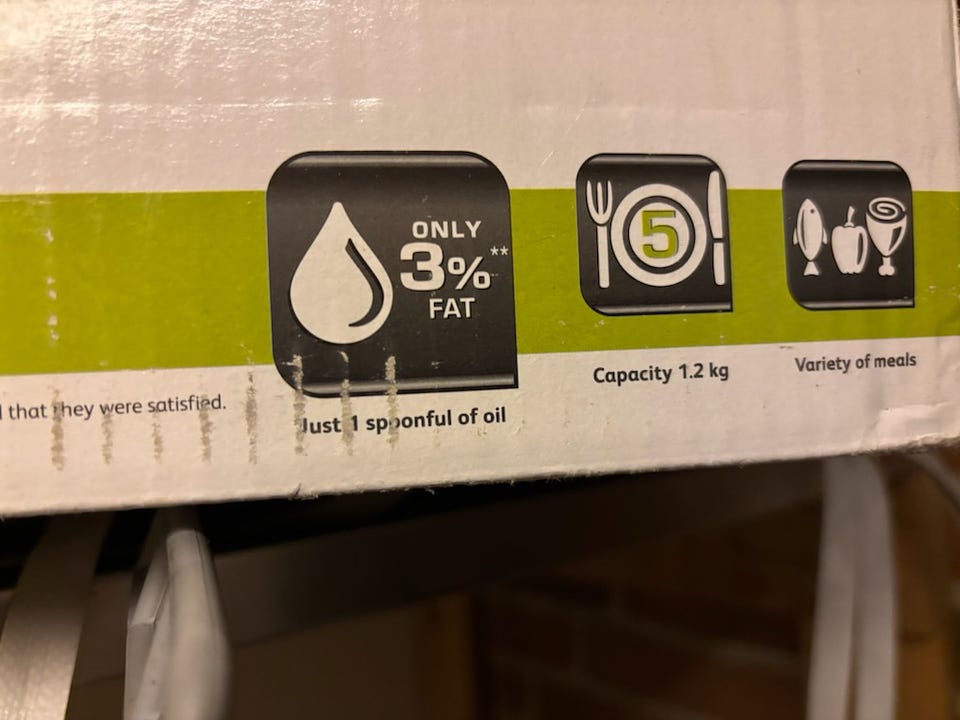 ONLY
3%**
FAT
5
that they were satisfied.
Just 1 spoonful of oil
Capacity 1.2 kg
Variety of meals